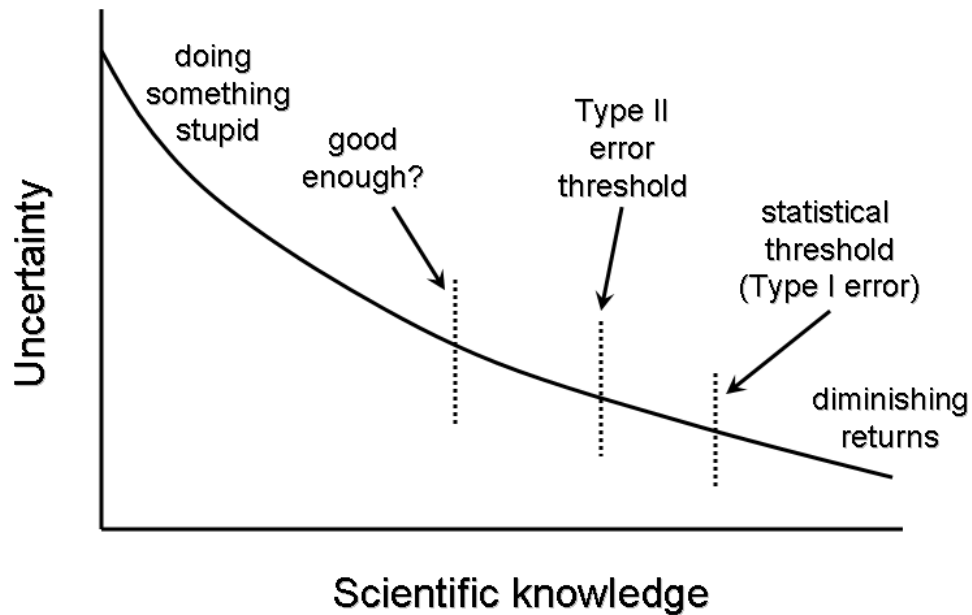 doing
something
stupid
good
enough?
Type II
error
threshold
statistical
threshold
(Type I error)
diminishing
returns
Uncertainty
Scientific knowledge